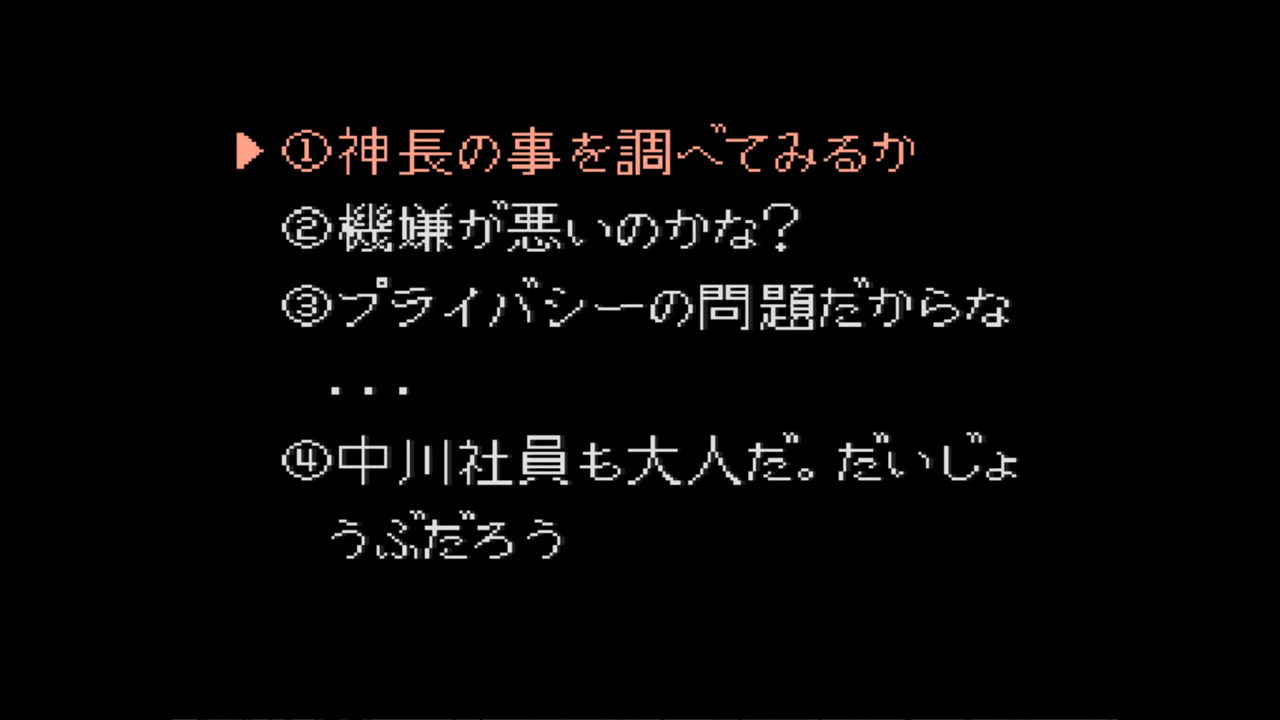 ▶①神長の事を調べてみるか
②機嫌が悪いのかな?
③プライバシーの問題だからな
・・・
④中川社員も大人だ。だいじょ
うぶだろう